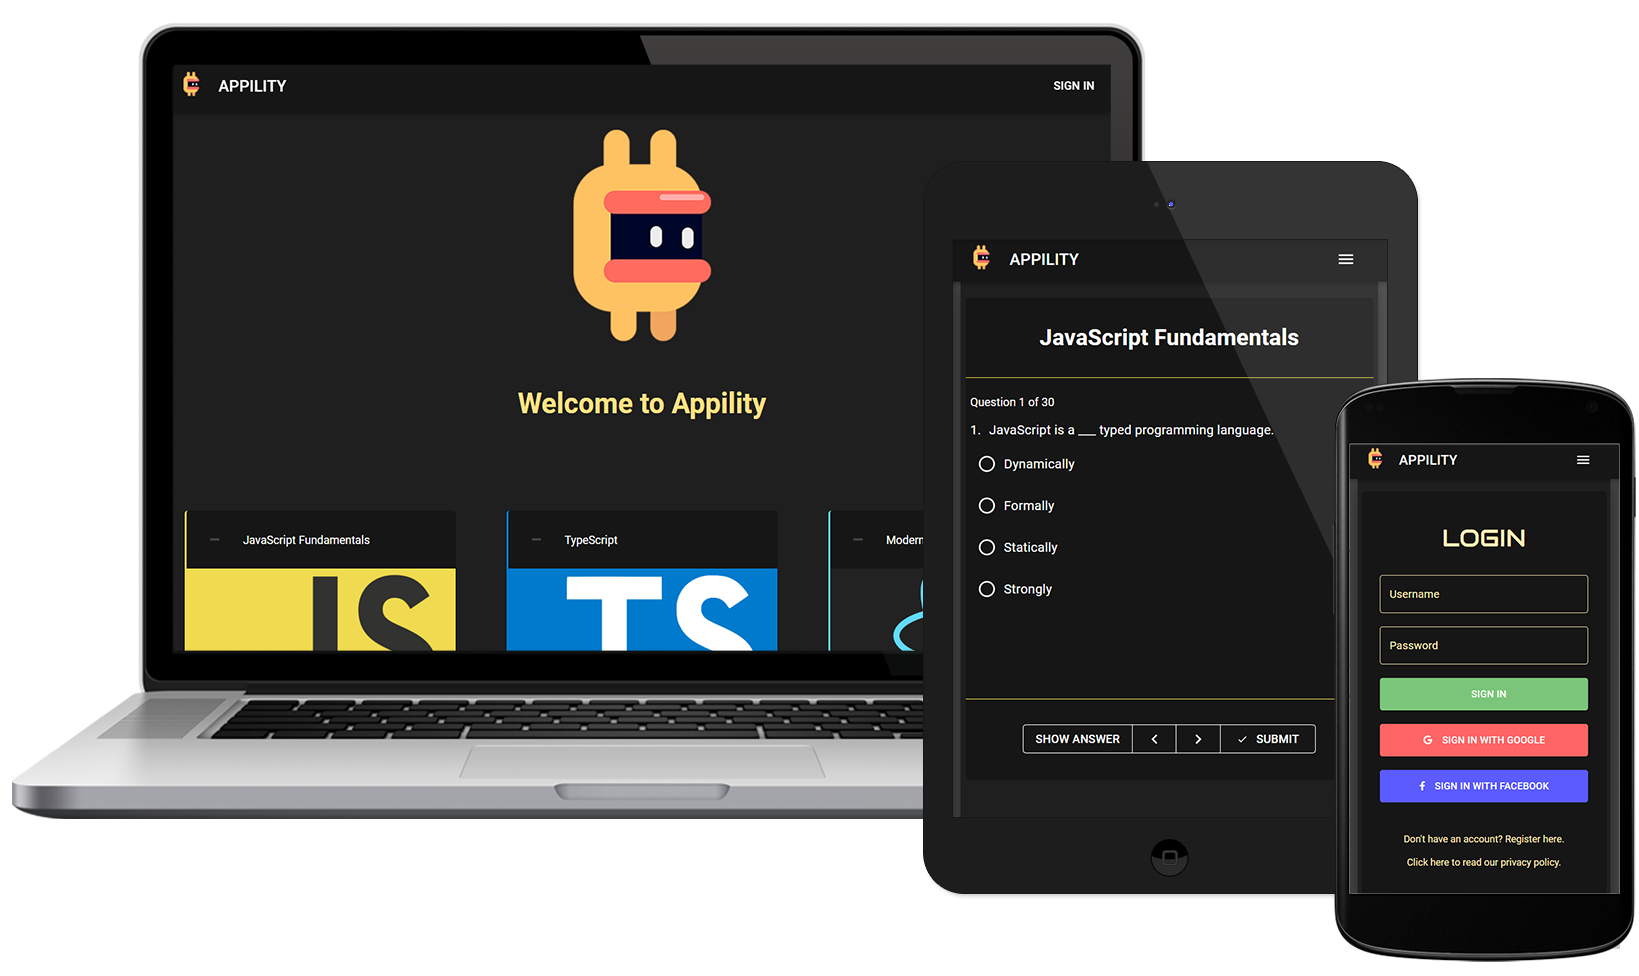 APPILITY
SIGN IN
Welcome to Appility
JavaScript Fundamentals
TypeScript
Modern
JS
TS
APPILITY
JavaScript Fundamentals
Question 1 of 30
1. JavaScript is a ___ typed programming language.
Dynamically
Formally
Statically
Strongly
SHOW ANSWER
SUBMIT
APPILITY
LOGIN
Username
Password
SIGN IN
G SIGN IN WITH GOOGLE
f SIGN IN WITH FACEBOOK
Don't have an account? Register here.
Click here to read our privacy policy.